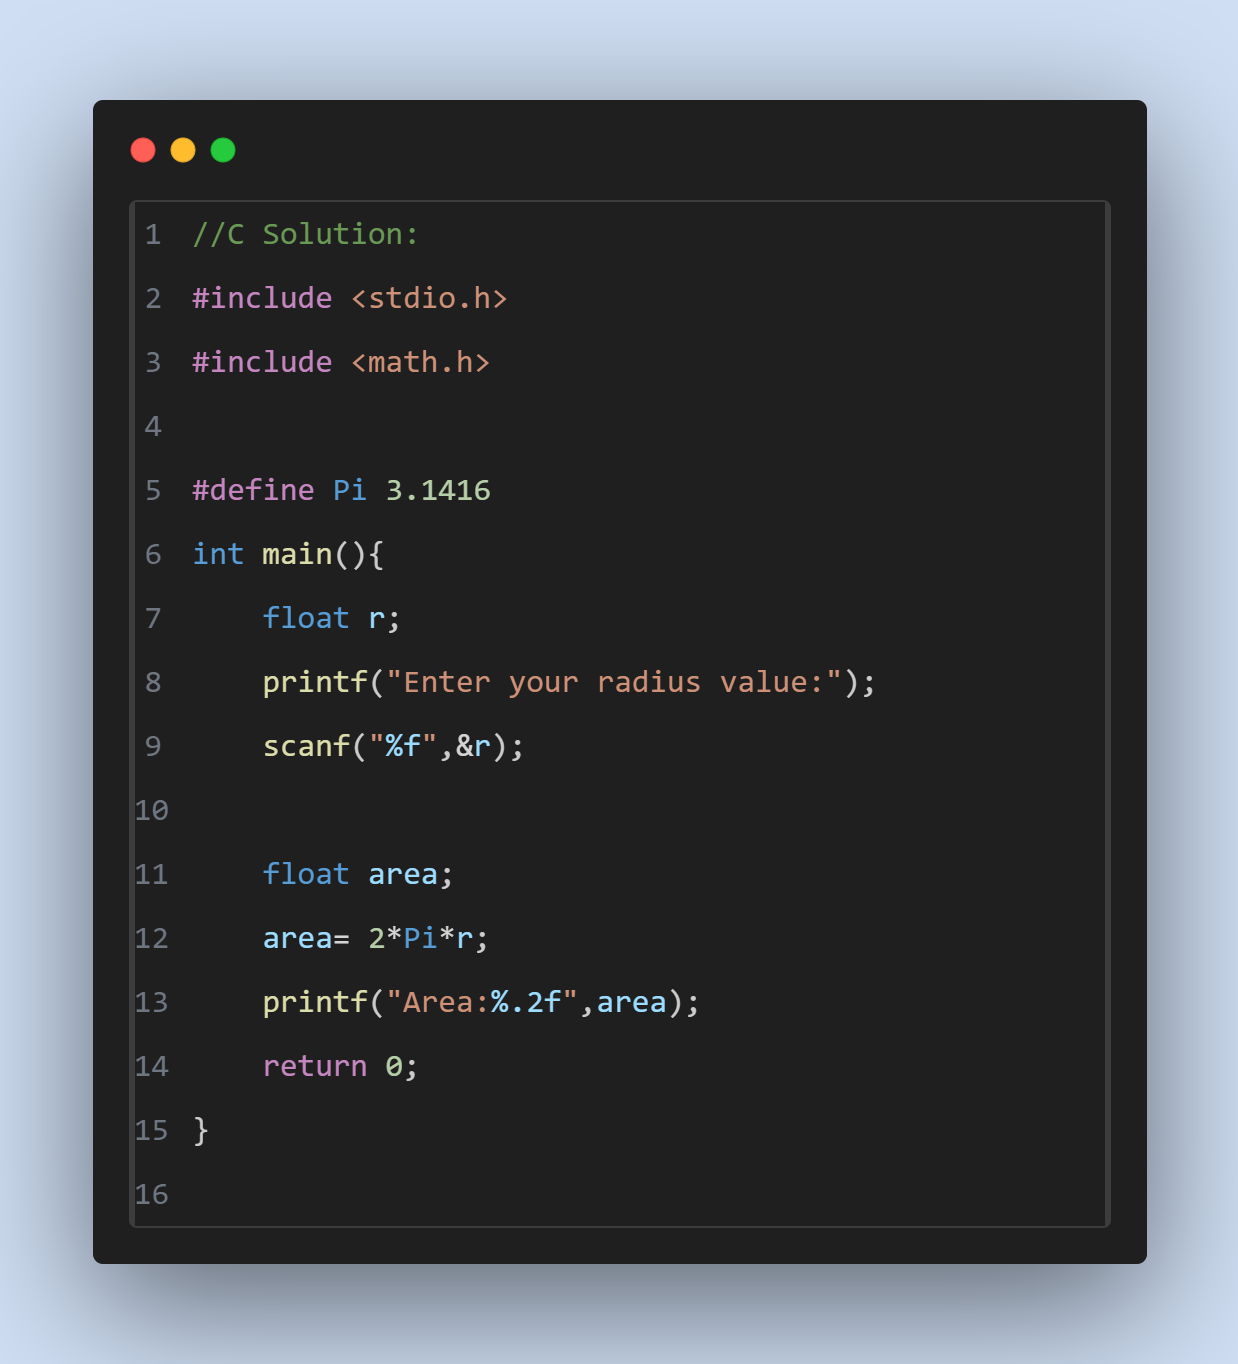 1 //C Solution:
2 #include <stdio.h>
3 #include <math.h>
4
5 #define Pi 3.1416
6 int main(){
7     float r;
8     printf("Enter your radius value:");
9     scanf("%f",&r);
10
11     float area;
12     area= 2*Pi*r;
13     printf("Area:%.2f",area);
14     return 0;
15 }
16